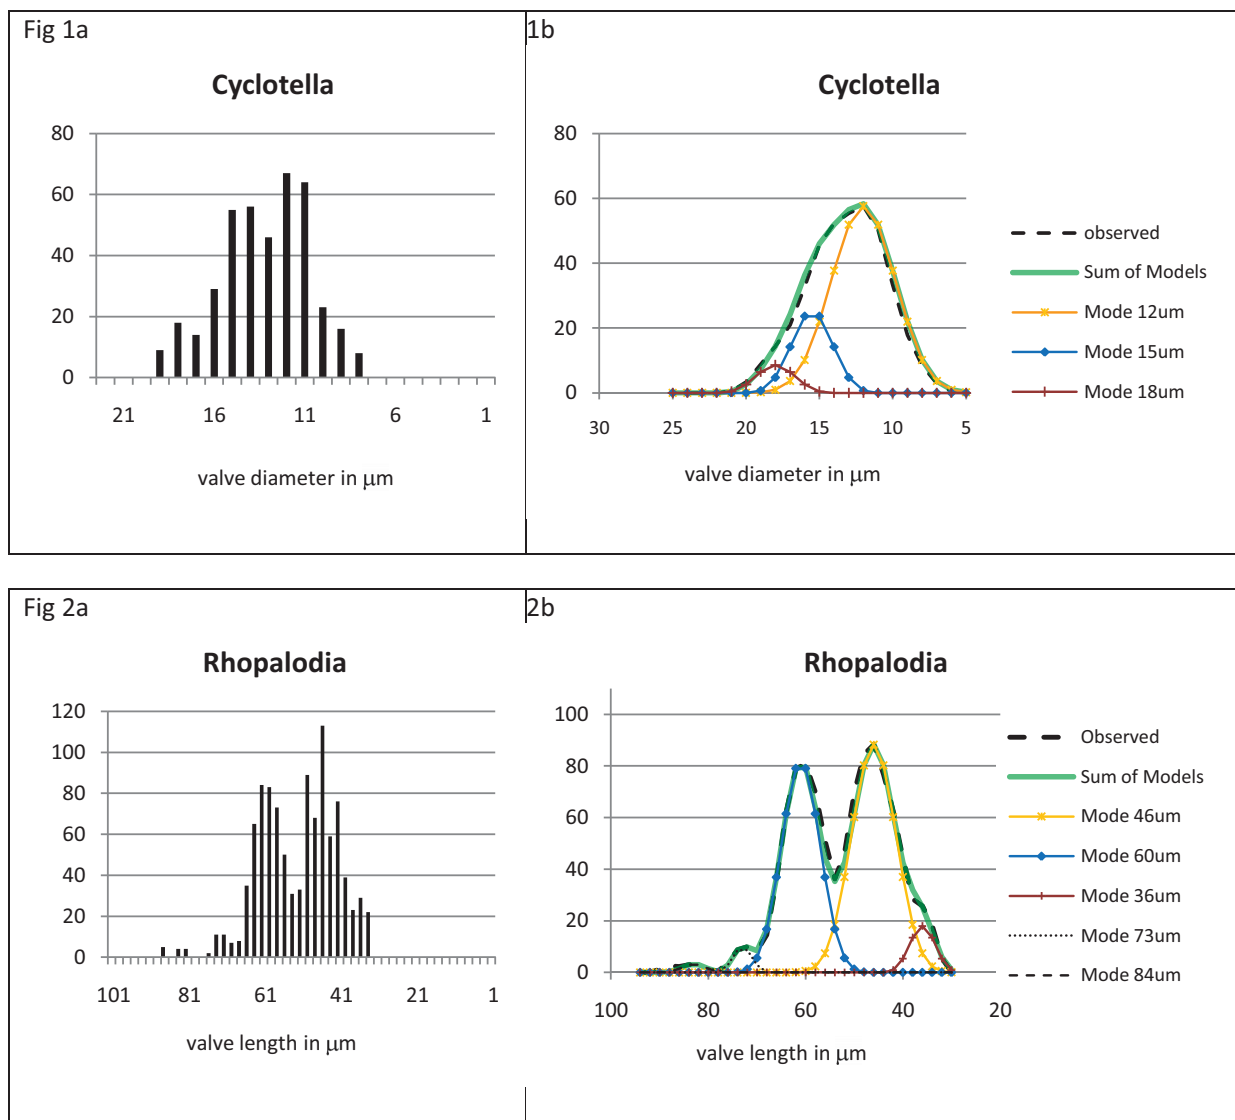 Fig 1a
Cyclotella
80
60
40
20
0
21 16 11 6 1
valve diameter in μm
1b
Cyclotella
80
60
40
20
0
30 25 20 15 10 5
valve diameter in μm
observed
Sum of Models
Mode 12um
Mode 15um
Mode 18um
Fig 2a
Rhopalodia
120
100
80
60
40
20
0
101 81 61 41 21 1
valve length in μm
2b
Rhopalodia
100
80
60
40
20
0
100 80 60 40 20
valve length in μm
Observed
Sum of Models
Mode 46um
Mode 60um
Mode 36um
Mode 73um
Mode 84um